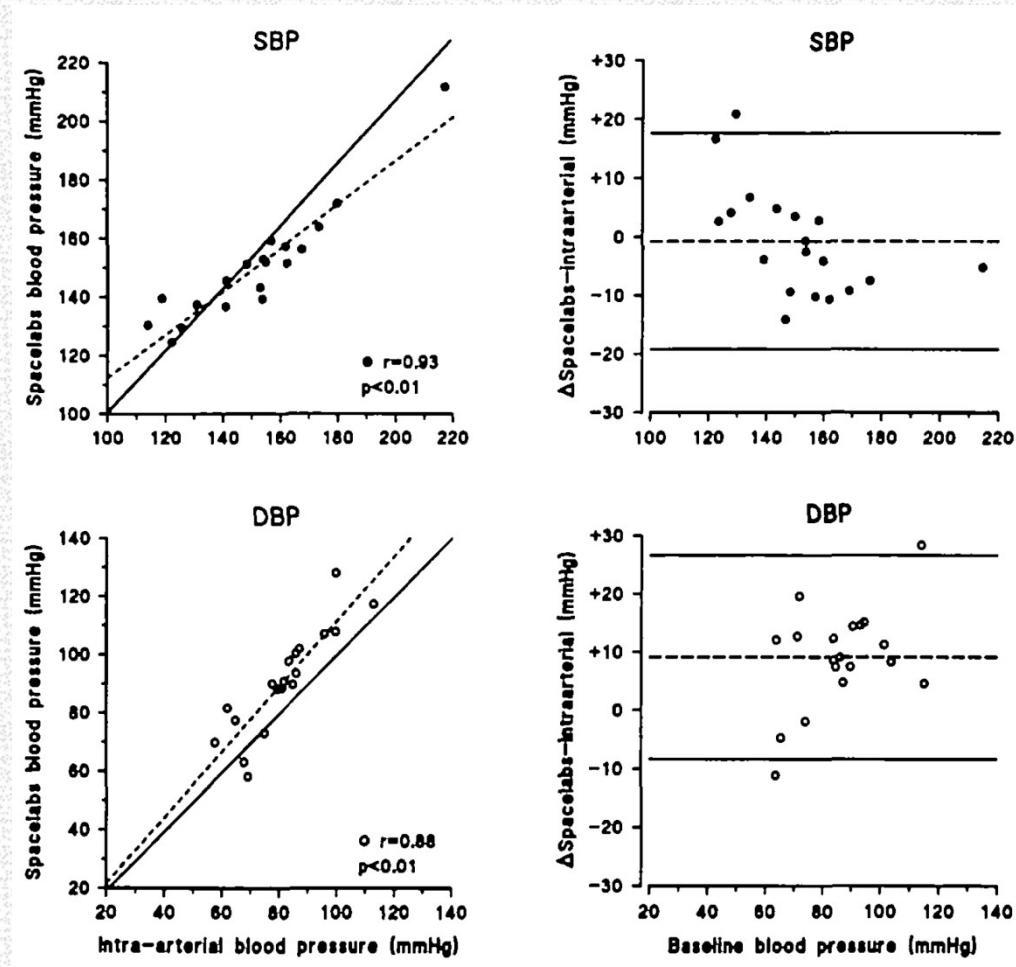 SBP
Spacelabs blood pressure (mmHg)
220
200
180
160
140
120
100
100 120 140 160 180 200 220
r=0.93
p<0.01
SBP
ΔSpacelabs-intraarterial (mmHg)
+30
+20
+10
0
-10
-20
-30
100 120 140 160 180 200 220
DBP
Spacelabs blood pressure (mmHg)
140
120
100
80
60
40
20
20 40 60 80 100 120 140
r=0.88
p<0.01
Intra-arterial blood pressure (mmHg)
DBP
ΔSpacelabs-intraarterial (mmHg)
+30
+20
+10
0
-10
-20
-30
20 40 60 80 100 120 140
Baseline blood pressure (mmHg)